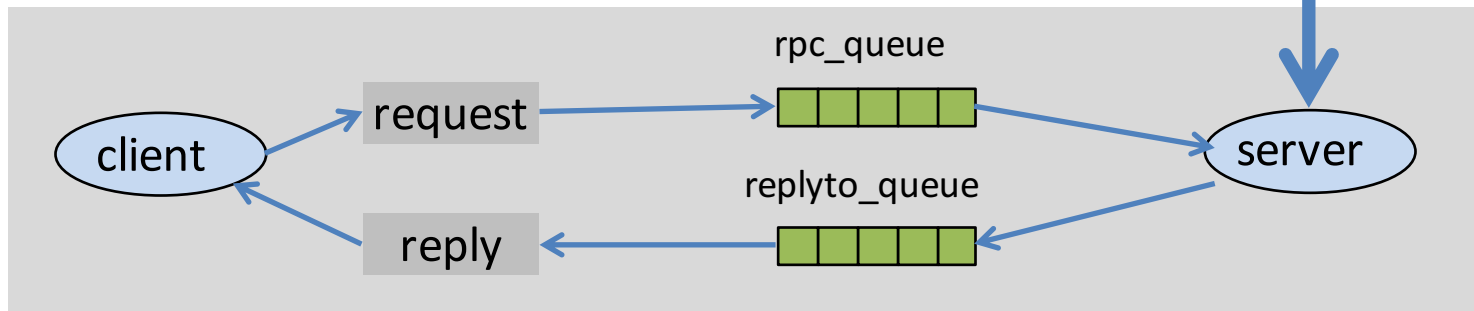 rpc_queue
request
client
server
replyto_queue
reply